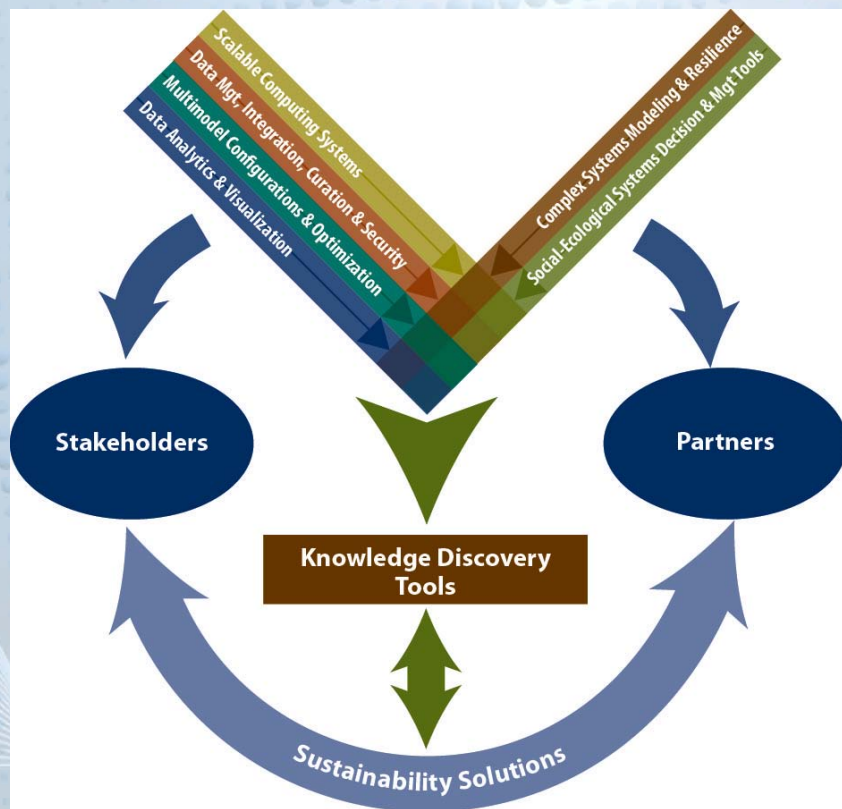 Scalable Computing Systems
Data Mgt, Integration, Curation & Security
Multimodel Configurations & Optimization
Data Analytics & Visualization
Complex Systems Modeling & Resilience
Social-Ecological Systems Decision & Mgt Tools
Stakeholders
Partners
Knowledge Discovery
Tools
Sustainability Solutions